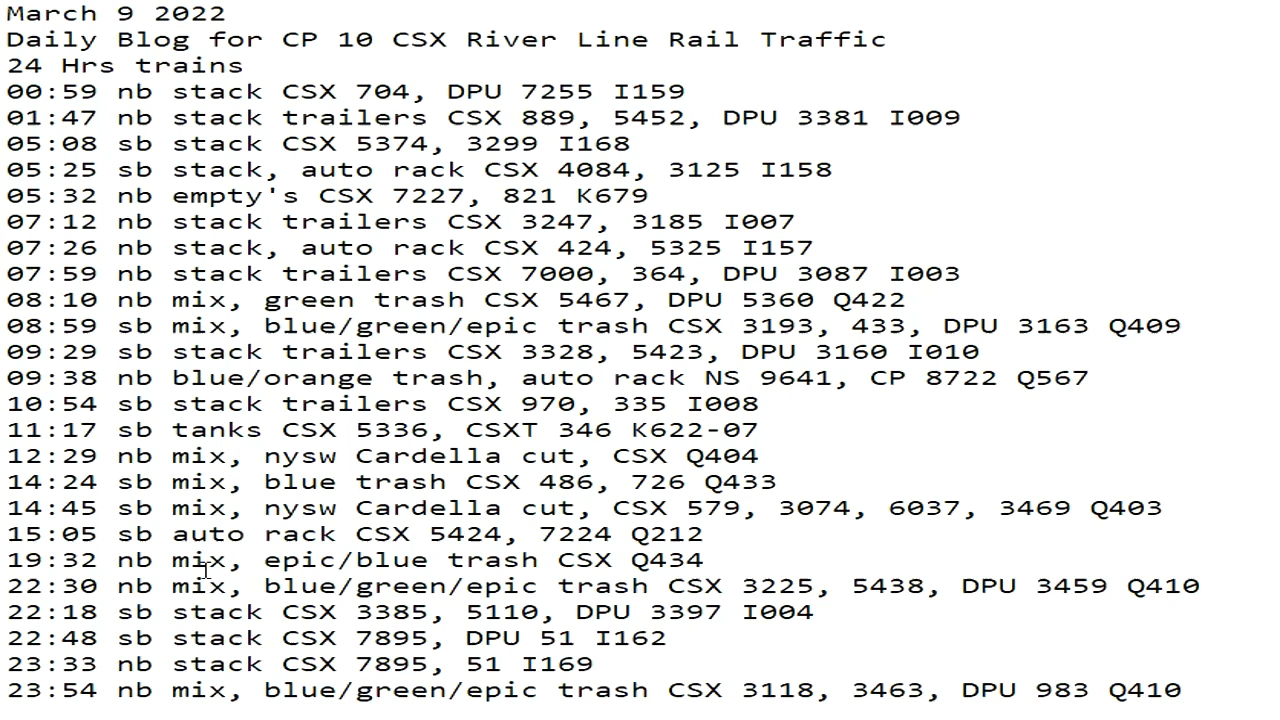 March 9 2022
Daily Blog for CP 10 CSX River Line Rail Traffic
24 Hrs trains
00:59 nb stack CSX 704, DPU 7255 I159
01:47 nb stack trailers CSX 889, 5452, DPU 3381 I009
05:08 sb stack CSX 5374, 3299 I168
05:25 sb stack, auto rack CSX 4084, 3125 I158
05:32 nb empty's CSX 7227, 821 K679
07:12 nb stack trailers CSX 3247, 3185 I007
07:26 nb stack, auto rack CSX 424, 5325 I157
07:59 nb stack trailers CSX 7000, 364, DPU 3087 I003
08:10 nb mix, green trash CSX 5467, DPU 5360 Q422
08:59 sb mix, blue/green/epic trash CSX 3193, 433, DPU 3163 Q409
09:29 sb stack trailers CSX 3328, 5423, DPU 3160 I010
09:38 nb blue/orange trash, auto rack NS 9641, CP 8722 Q567
10:54 sb stack trailers CSX 970, 335 I008
11:17 sb tanks CSX 5336, CSXT 346 K622-07
12:29 nb mix, nysw Cardella cut, CSX Q404
14:24 sb mix, blue trash CSX 486, 726 Q433
14:45 sb mix, nysw Cardella cut, CSX 579, 3074, 6037, 3469 Q403
15:05 sb auto rack CSX 5424, 7224 Q212
19:32 nb mix, epic/blue trash CSX Q434
22:30 nb mix, blue/green/epic trash CSX 3225, 5438, DPU 3459 Q410
22:18 sb stack CSX 3385, 5110, DPU 3397 I004
22:48 sb stack CSX 7895, DPU 51 I162
23:33 nb stack CSX 7895, 51 I169
23:54 nb mix, blue/green/epic trash CSX 3118, 3463, DPU 983 Q410